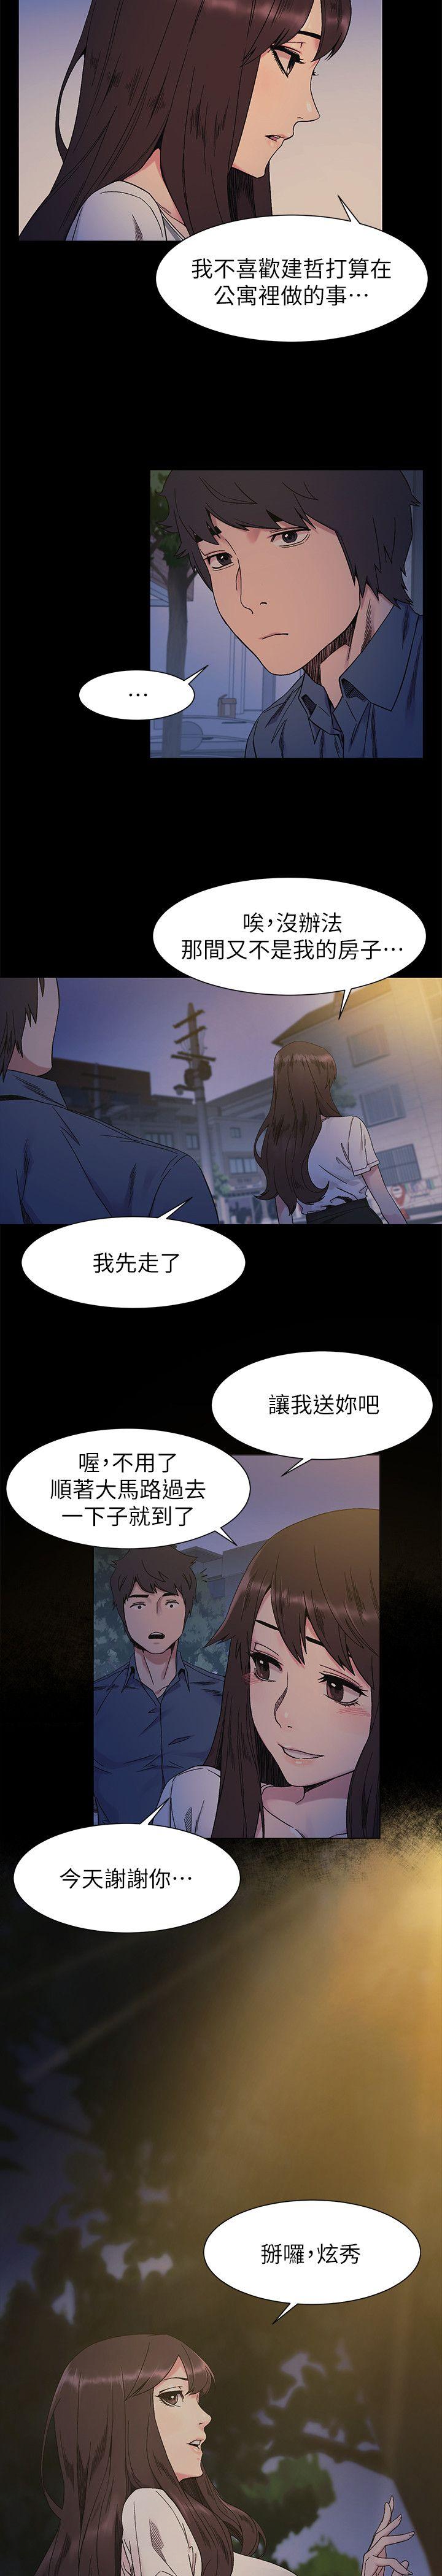 我不喜歡建哲打算在
公寓裡做的事⋯
⋯
唉，沒辦法
那間又不是我的房子⋯
我先走了
讓我送妳吧
喔，不用了
順著大馬路過去
一下子就到了
今天謝謝你⋯
掰囉，炫秀